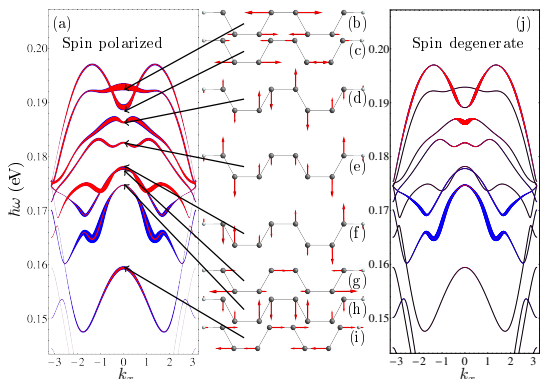 (a)
Spin polarized
0.20
0.19
0.18
0.17
0.16
0.15
ħω (eV)
−3 −2 −1 0 1 2 3
k_x
(b)
(c)
(d)
(e)
(f)
(g)
(h)
(i)
(j)
Spin degenerate
0.20
0.19
0.18
0.17
0.16
0.15
−3 −2 −1 0 1 2 3
k_x